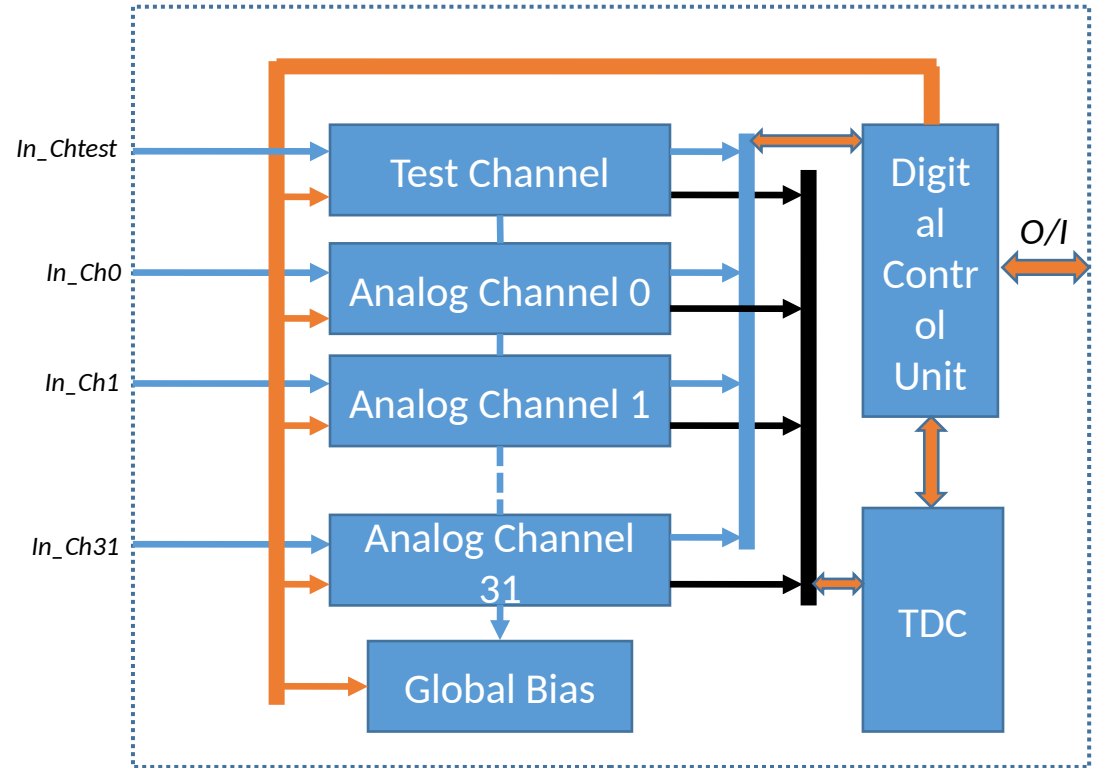 In_Chtest
Test Channel
In_Ch0
Analog Channel 0
In_Ch1
Analog Channel 1
In_Ch31
Analog Channel
31
Global Bias
Digit
al
Contr
ol
Unit
O/I
TDC